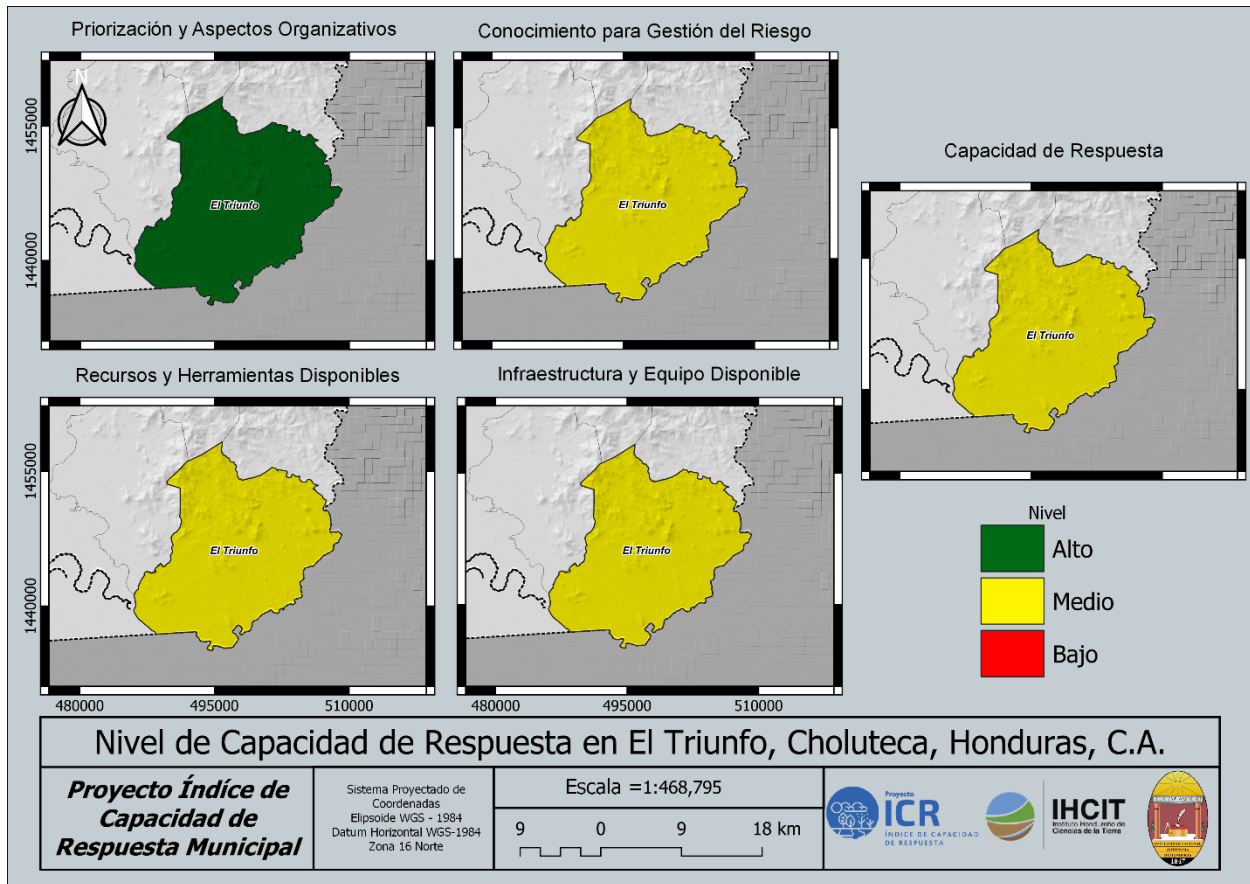 Priorización y Aspectos Organizativos
Conocimiento para Gestión del Riesgo
N
1455000
1440000
El Triunfo
El Triunfo
Capacidad de Respuesta
El Triunfo
Recursos y Herramientas Disponibles
Infraestructura y Equipo Disponible
1455000
1440000
El Triunfo
El Triunfo
480000
495000
510000
480000
495000
510000
Nivel
Alto
Medio
Bajo
Nivel de Capacidad de Respuesta en El Triunfo, Choluteca, Honduras, C.A.
Proyecto Índíce de
Capacidad de
Respuesta Municipal
Sistema Proyectado de
Coordenadas
Elipsoide WGS - 1984
Datum Horizontal WGS-1984
Zona 16 Norte
Escala =1:468,795
9 0 9 18 km
Proyecto
ICR
ÍNDICE DE CAPACIDAD
DE RESPUESTA
IHCIT
Instituto Hondureño de
Ciencias de la Tierra
1847